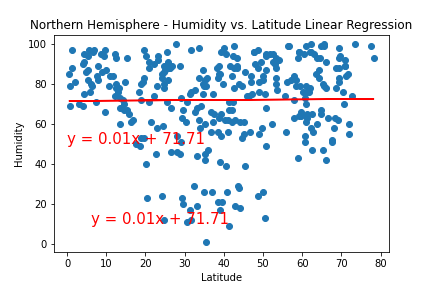 Northern Hemisphere - Humidity vs. Latitude Linear Regression
100
80
60
40
20
0
Humidity
y = 0.01x + 71.71
y = 0.01x + 71.71
0 10 20 30 40 50 60 70 80
Latitude